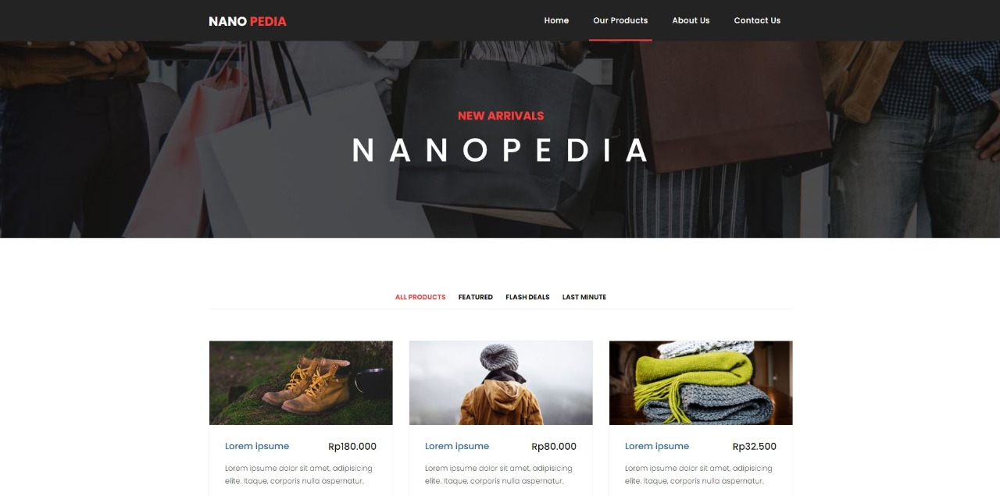 NANO PEDIA
Home Our Products About Us Contact Us
NEW ARRIVALS
NANOPEDIA
ALL PRODUCTS FEATURED FLASH DEALS LAST MINUTE
Lorem ipsume Rp180.000
Lorem ipsume dolor sit amet, adipisicing
elite. Itaque, corporis nulla aspernatur.
Lorem ipsume Rp80.000
Lorem ipsume dolor sit amet, adipisicing
elite. Itaque, corporis nulla aspernatur.
Lorem ipsume Rp32.500
Lorem ipsume dolor sit amet, adipisicing
elite. Itaque, corporis nulla aspernatur.